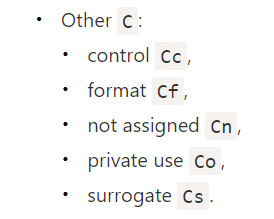 • Other C:
• control Cc,
• format Cf,
• not assigned Cn,
• private use Co,
• surrogate Cs.